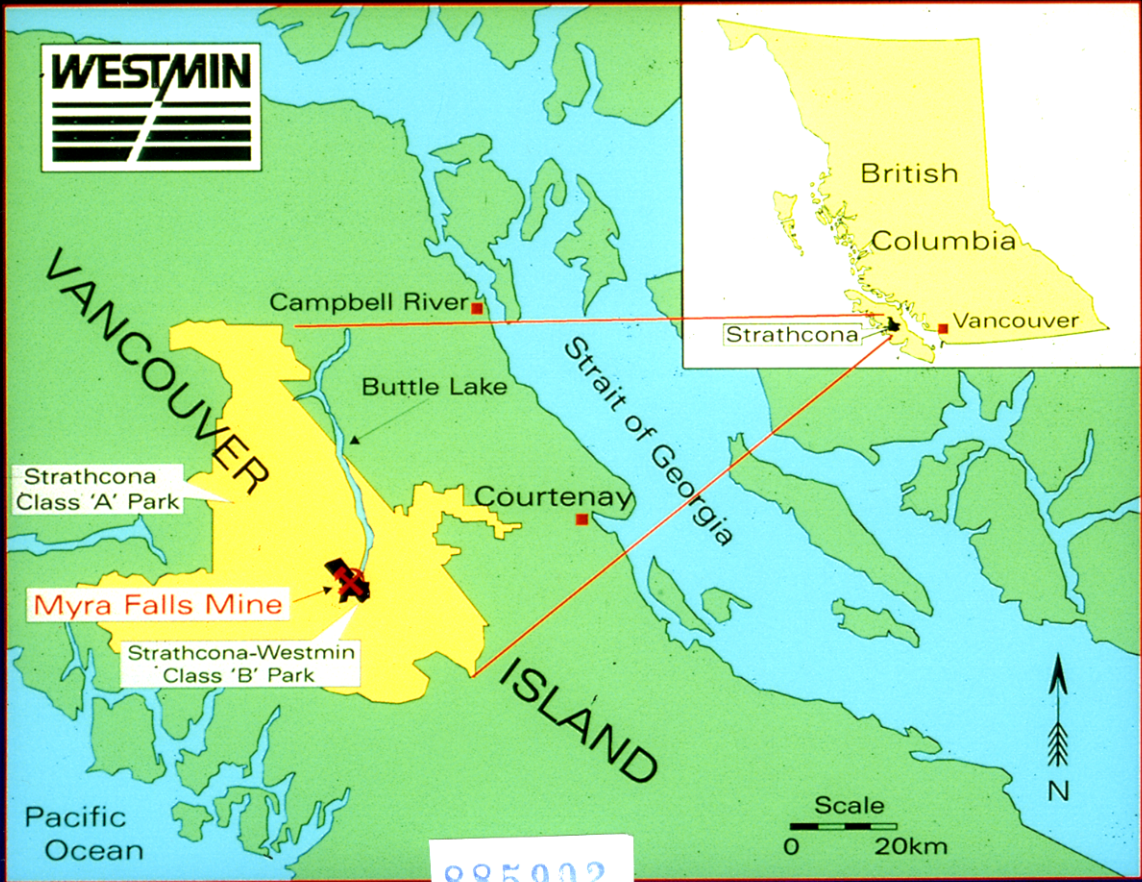 WESTMIN
British
Columbia
Vancouver
Strathcona
Campbell River
VANCOUVER
Buttle Lake
Strait of Georgia
Strathcona
Class 'A' Park
Courtenay
Myra Falls Mine
Strathcona-Westmin
Class 'B' Park
ISLAND
N
Pacific
Ocean
Scale
0 20km